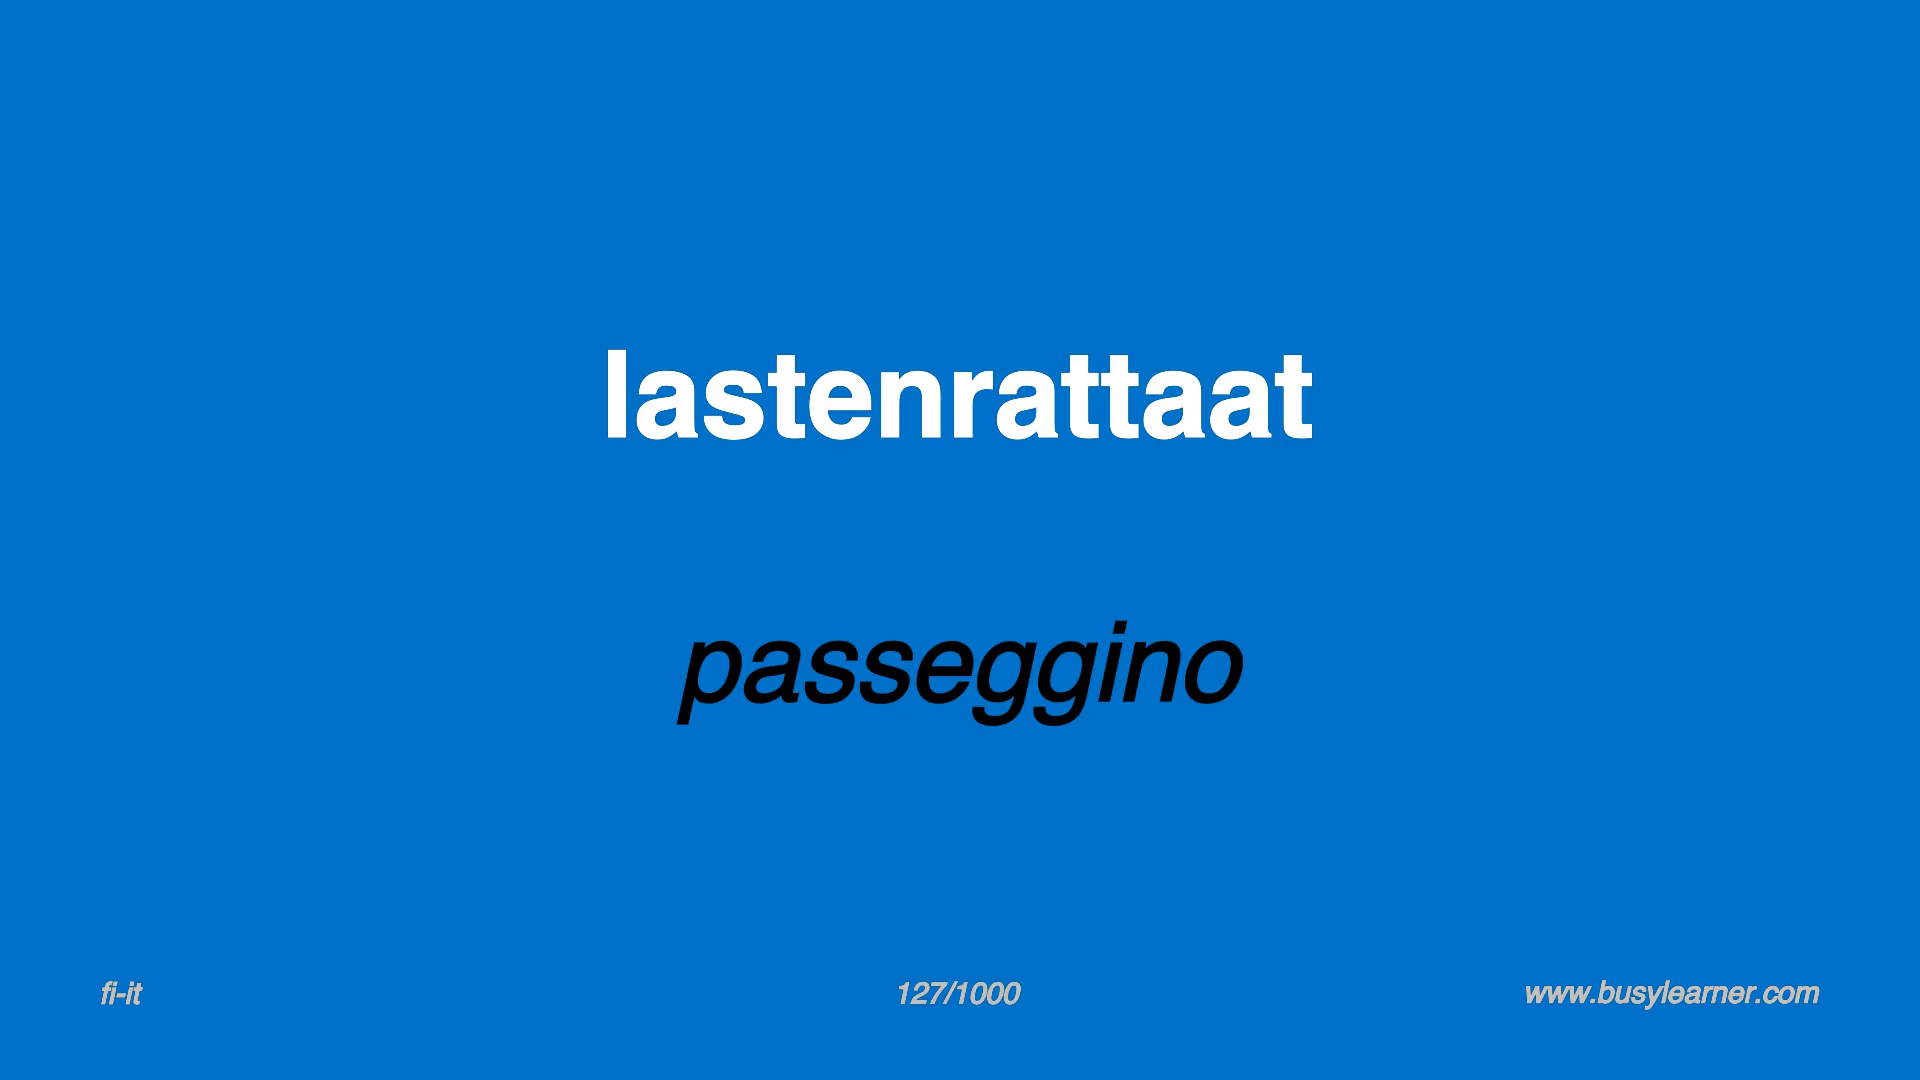 lastenrattaat
passeggino
fi-it
127/1000
www.busylearner.com